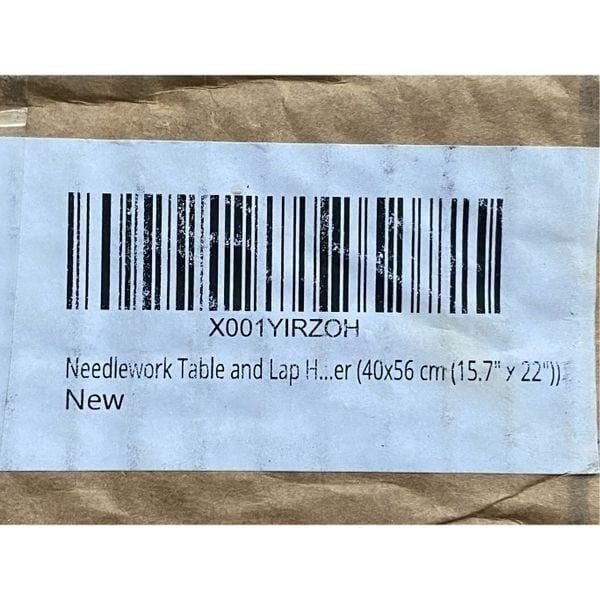 X001YIRZOH
Needlework Table and Lap H...er (40x56 cm (15.7" x 22"))
New